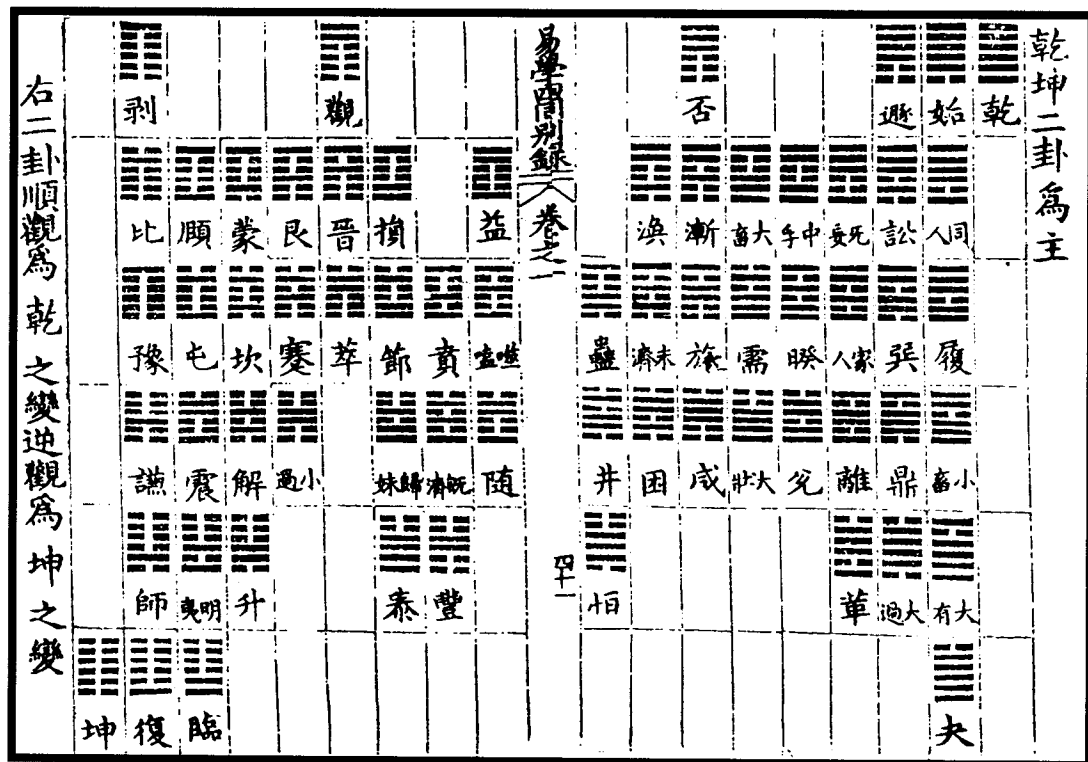 乾坤二卦爲主
乾
姤
同人
履
小畜
大有
夬
遯
訟
巽
鼎
大過
无妄
家人
離
革
中孚
睽
兌
大畜
需
大壯
否
漸
旅
咸
渙
未濟
困
蠱
井
恒
易學別錄 卷之一 四十一
益
噬嗑
随
賁
既濟
豐
損
節
歸妹
泰
觀
晉
萃
艮
蹇
小過
蒙
坎
解
升
頤
屯
震
明夷
臨
剥
比
豫
謙
師
復
坤
右二卦順觀爲乾之變逆觀爲坤之變